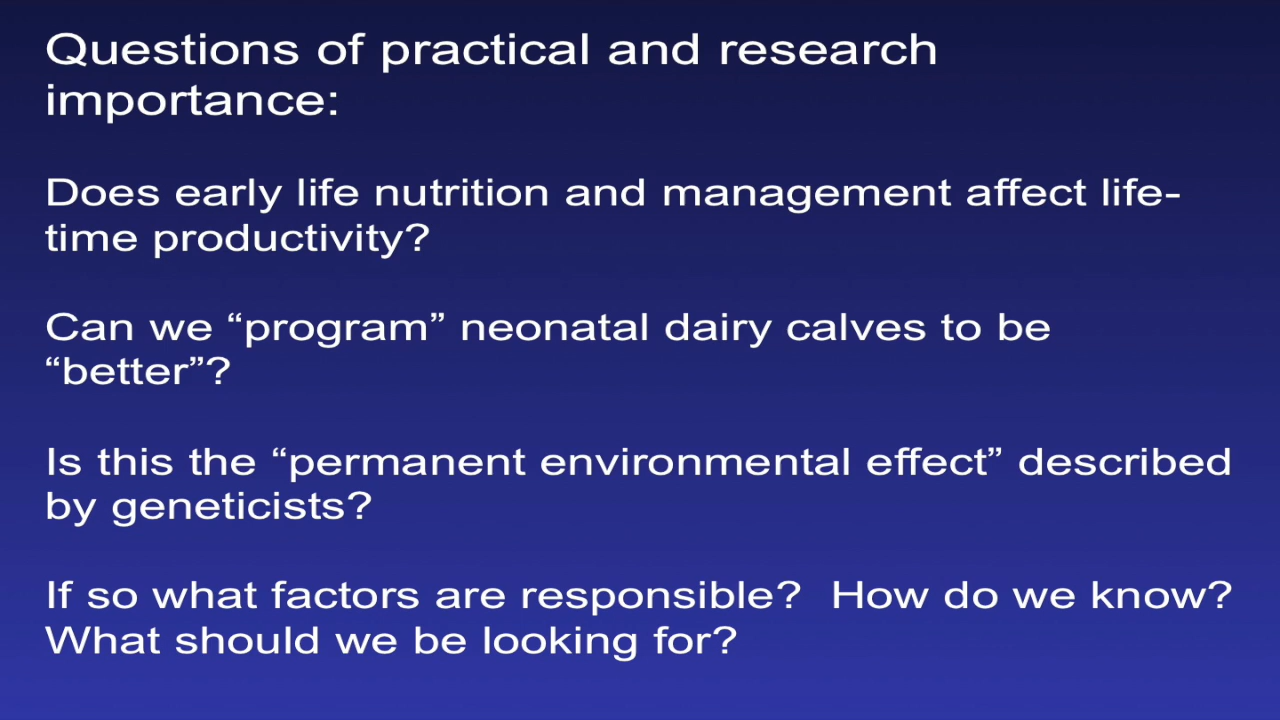 Questions of practical and research
importance:
Does early life nutrition and management affect life-
time productivity?
Can we “program” neonatal dairy calves to be
“better”?
Is this the “permanent environmental effect” described
by geneticists?
If so what factors are responsible?  How do we know?
What should we be looking for?